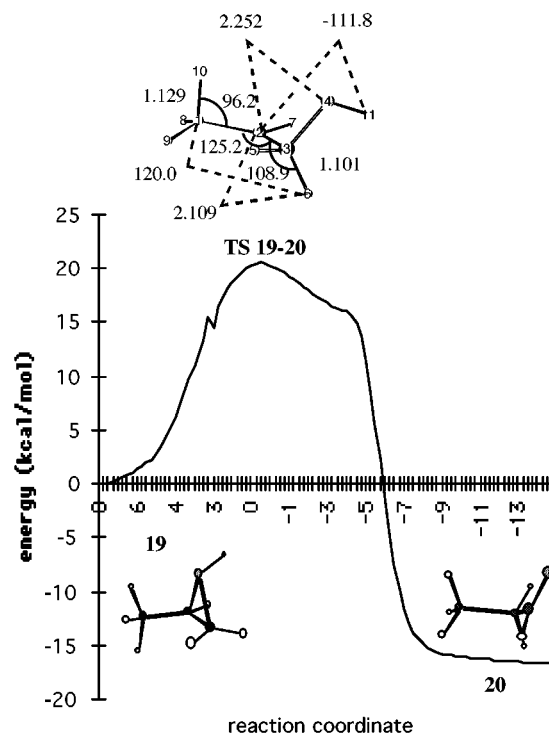 2.252 -111.8
10
1.129 96.2 7 4 11
8 1 2
9 125.2 5 3 1.101
120.0 108.9 6
2.109
TS 19-20
25
20
15
10
5
0
-5
-10
-15
-20
energy (kcal/mol)
0 6 4 3 0 -1 -3 -5 -7 -9 -11 -13
19
20
reaction coordinate